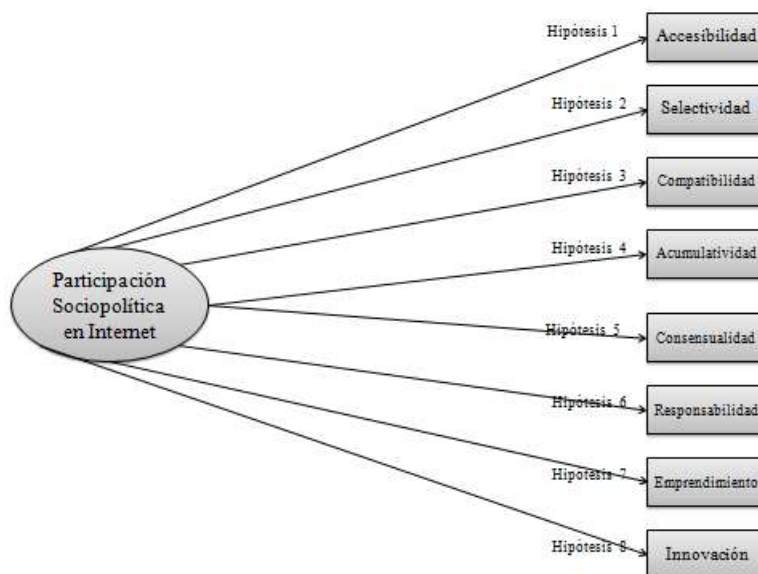 Hipótesis 1
Accesibilidad
Hipótesis 2
Selectividad
Hipótesis 3
Compatibilidad
Hipótesis 4
Acumulatividad
Participación
Sociopolítica
en Internet
Hipótesis 5
Consensualidad
Hipótesis 6
Responsabilidad
Hipótesis 7
Emprendimiento
Hipótesis 8
Innovación